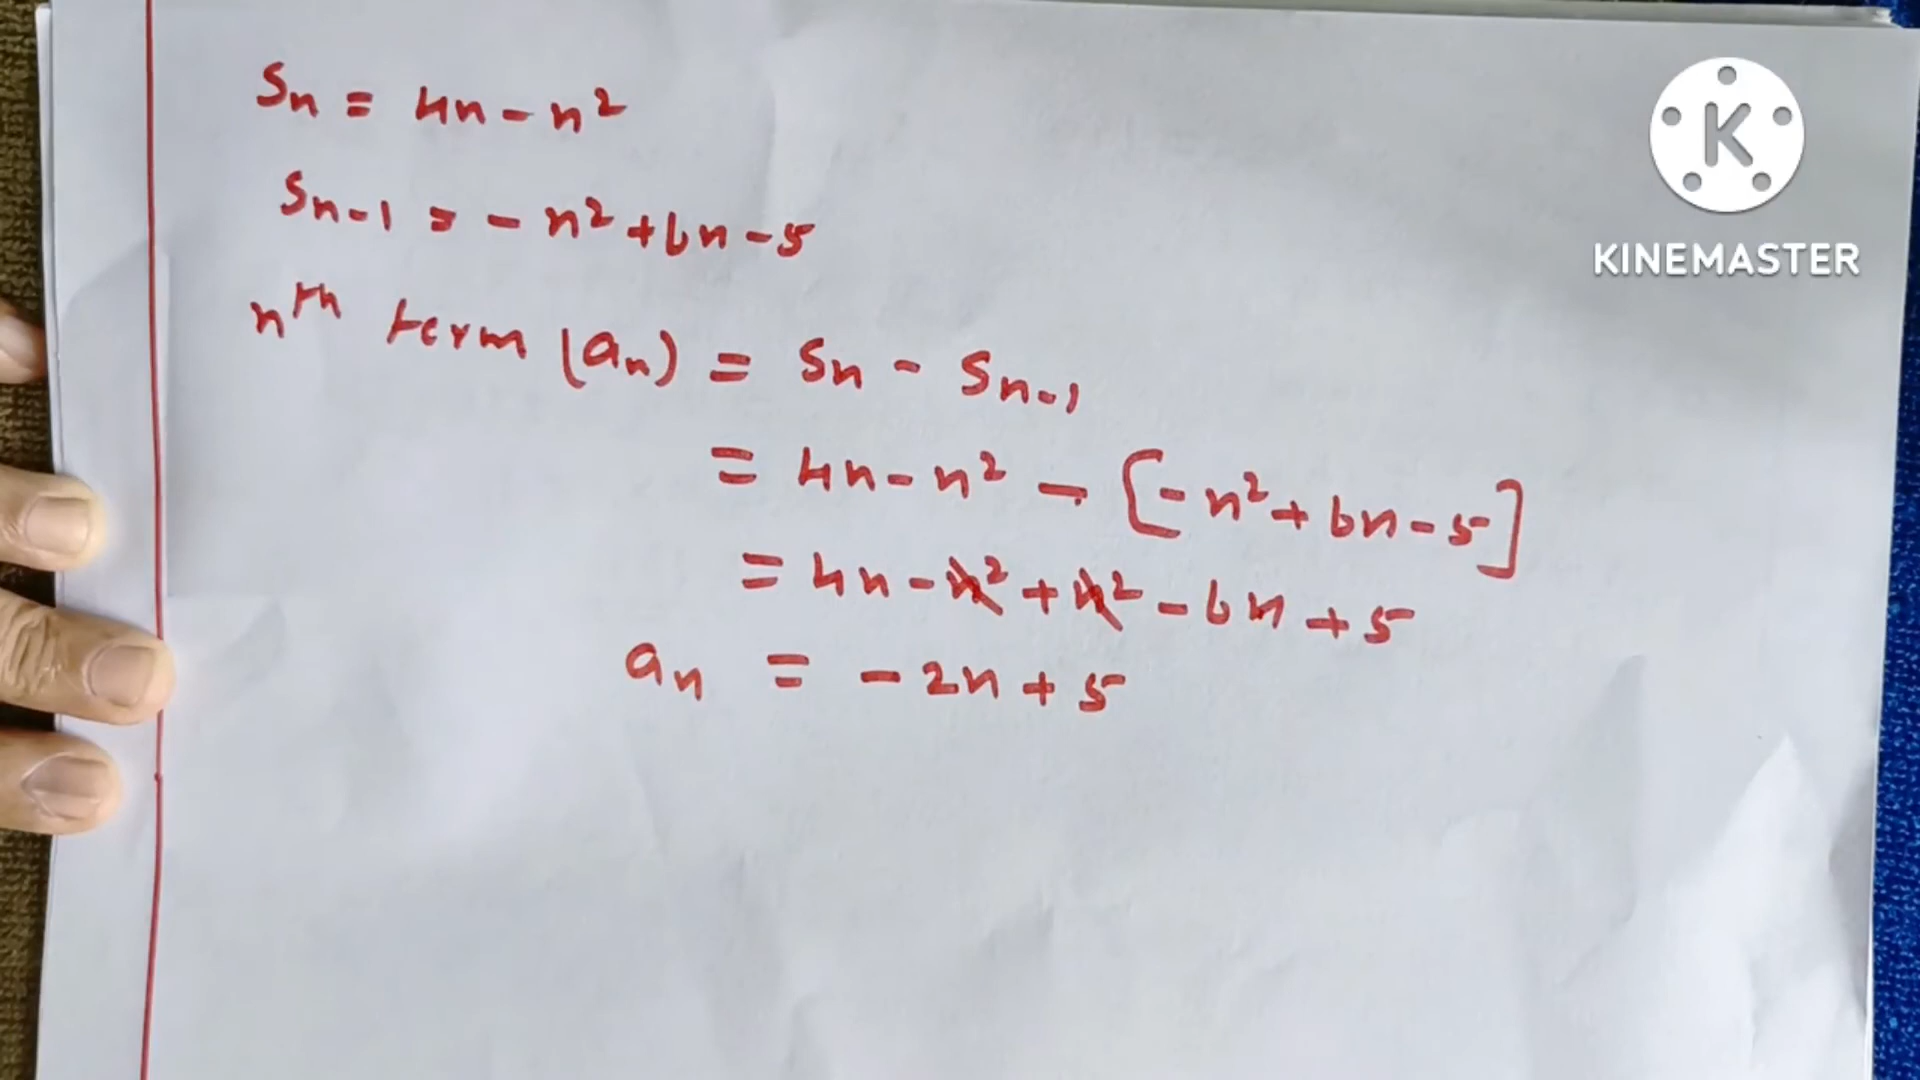 Sn = 4n - n²
Sn-1 = - n² + 6n - 5
nth term (an) = Sn - Sn-1
= 4n - n² - [- n² + 6n - 5]
= 4n - n² + n² - 6n + 5
an = - 2n + 5
K
KINEMASTER